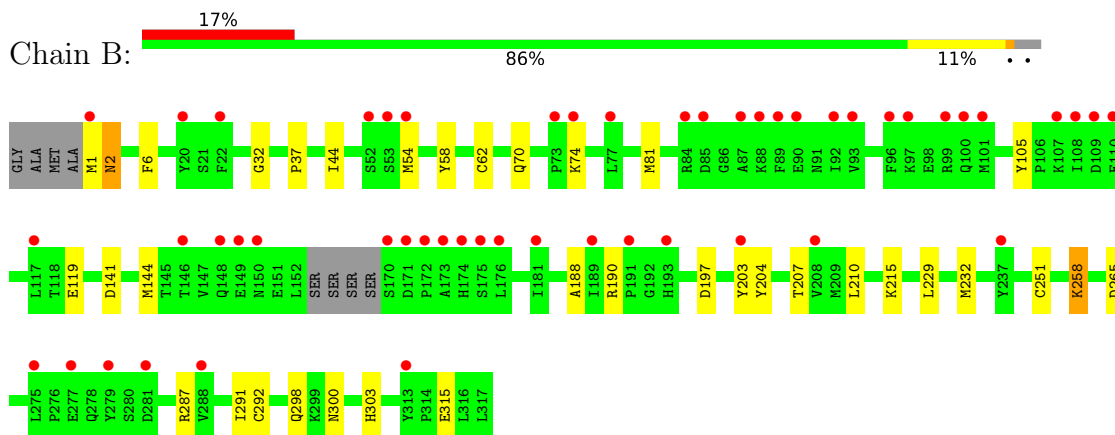 17%
Chain B:
86% 11% • •
GLY ALA MET ALA M1 N2 F6 Y20 S21 F22 G32 P37 I44 S52 S53 M54 Y58 C62 Q70 P73 K74 L77 M81 R84 D85 G86 A87 K88 F89 E90 N91 I92 V93 F96 K97 E98 R99 Q100 M101 Y105 P106 K107 I108 D109
L117 T118 E119 D141 M144 T145 T146 V147 Q148 E149 N150 E151 L152 SER SER SER SER S170 D171 P172 A173 H174 S175 L176 I181 A188 I189 R190 P191 G192 H193 D197 Y203 Y204 T207 V208 M209 L210 K215 L229 M232 Y237 C251 K258
L275 P276 E277 Q278 Y279 S280 D281 R287 V288 I291 C292 Q298 K299 N300 H303 Y313 P314 E315 L316 L317